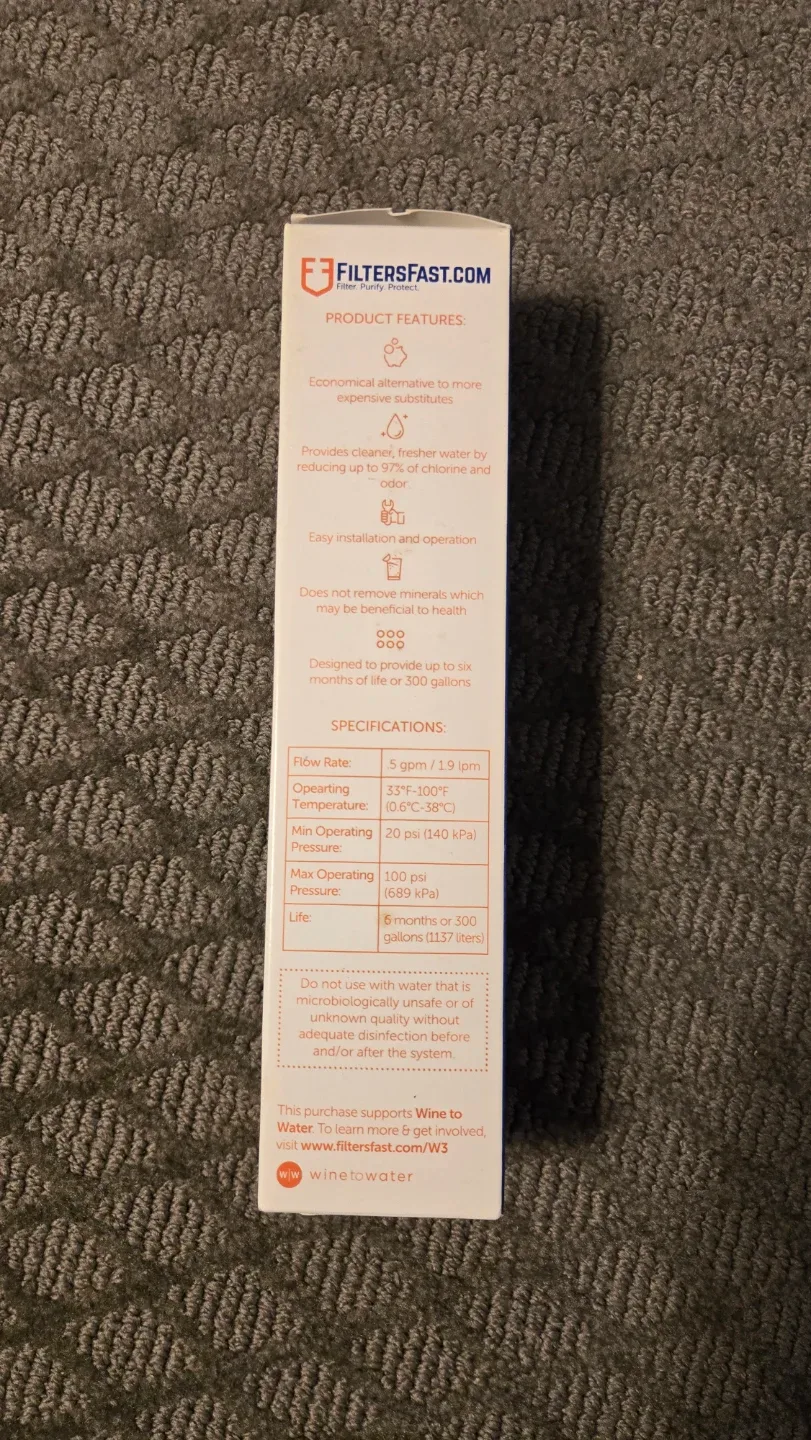 FILTERSFAST.COM
Filter. Purify. Protect.
PRODUCT FEATURES:
Economical alternative to more
expensive substitutes
Provides cleaner, fresher water by
reducing up to 97% of chlorine and
odor
Easy installation and operation
Does not remove minerals which
may be beneficial to health
Designed to provide up to six
months of life or 300 gallons
SPECIFICATIONS:
Flow Rate: .5 gpm / 1.9 lpm
Opearting 33°F-100°F
Temperature: (0.6°C-38°C)
Min Operating 20 psi (140 kPa)
Pressure:
Max Operating 100 psi
Pressure: (689 kPa)
Life: 6 months or 300
gallons (1137 liters)
Do not use with water that is
microbiologically unsafe or of
unknown quality without
adequate disinfection before
and/or after the system.
This purchase supports Wine to
Water. To learn more & get involved,
visit www.filtersfast.com/W3
w|w winetowater